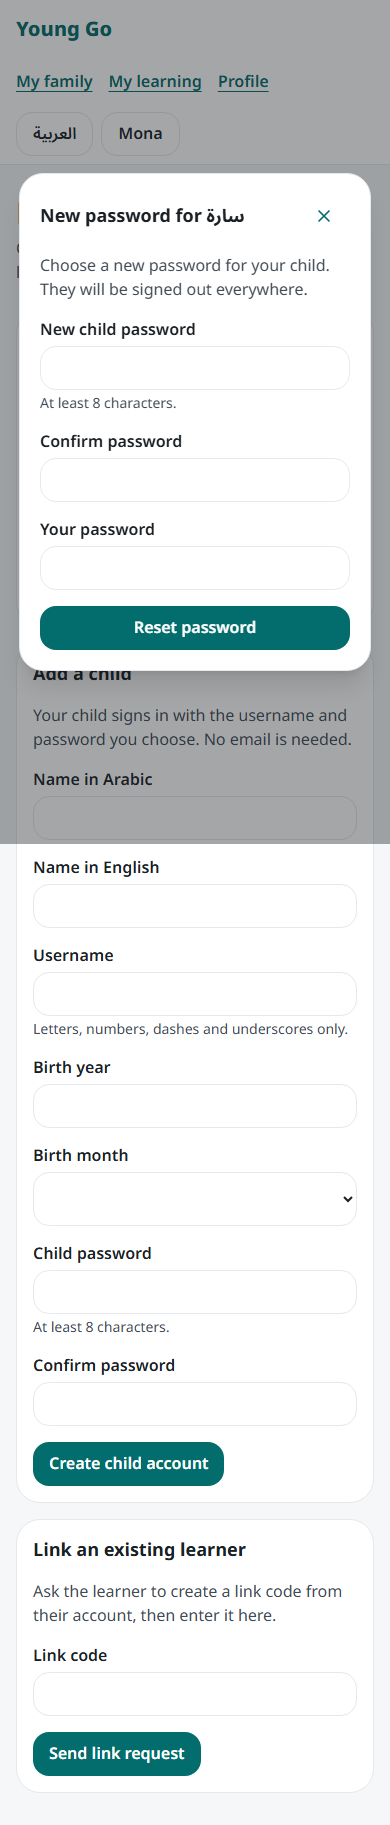 Young Go
My family My learning Profile
العربية Mona
New password for سارة
Choose a new password for your child.
They will be signed out everywhere.
New child password
At least 8 characters.
Confirm password
Your password
Reset password
Add a child
Your child signs in with the username and
password you choose. No email is needed.
Name in Arabic
Name in English
Username
Letters, numbers, dashes and underscores only.
Birth year
Birth month
Child password
At least 8 characters.
Confirm password
Create child account
Link an existing learner
Ask the learner to create a link code from
their account, then enter it here.
Link code
Send link request